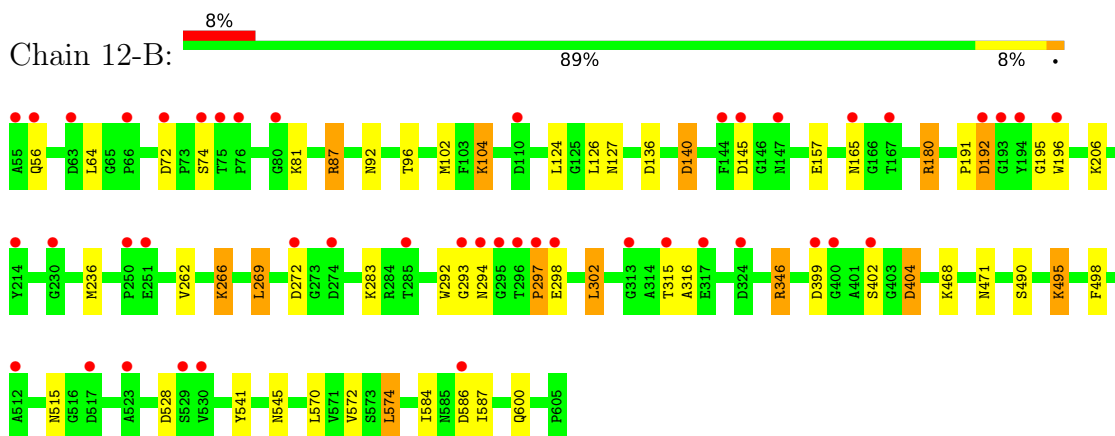 8%
Chain 12-B:
89% 8% •
A55 Q56 D63 L64 G65 P66 D72 P73 S74 T75 P76 G80 K81 R87 N92 T96 M102 F103 K104 D110 L124 G125 L126 N127 D136 D140 F144 D145 G146 N147 E157 N165 G166 T167 R180 P191 D192 G193 Y194 G195 W196 K206
Y214 G230 M236 P250 E251 V262 K266 L269 D272 G273 D274 K283 R284 T285 W292 G293 N294 G295 T296 P297 E298 L302 G313 A314 T315 A316 E317 D324 R346 D399 G400 A401 S402 G403 D404 K468 N471 S490 K495 F498
A512 N515 G516 D517 A523 D528 S529 V530 Y541 N545 L570 V571 V572 S573 L574 I584 N585 D586 I587 Q600 P605